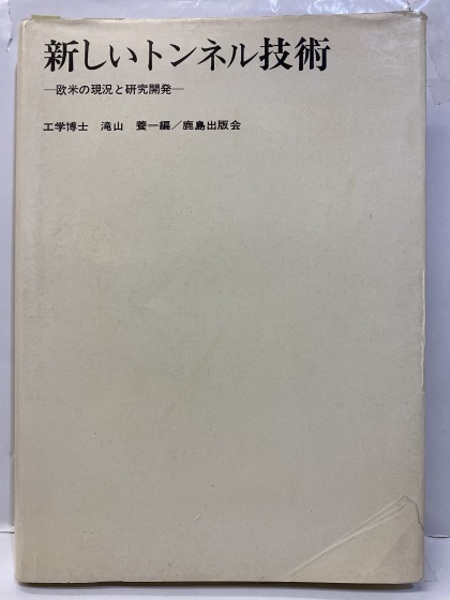 新しいトンネル技術
―欧米の現況と研究開発―
工学博士 滝山 養一編／鹿島出版会